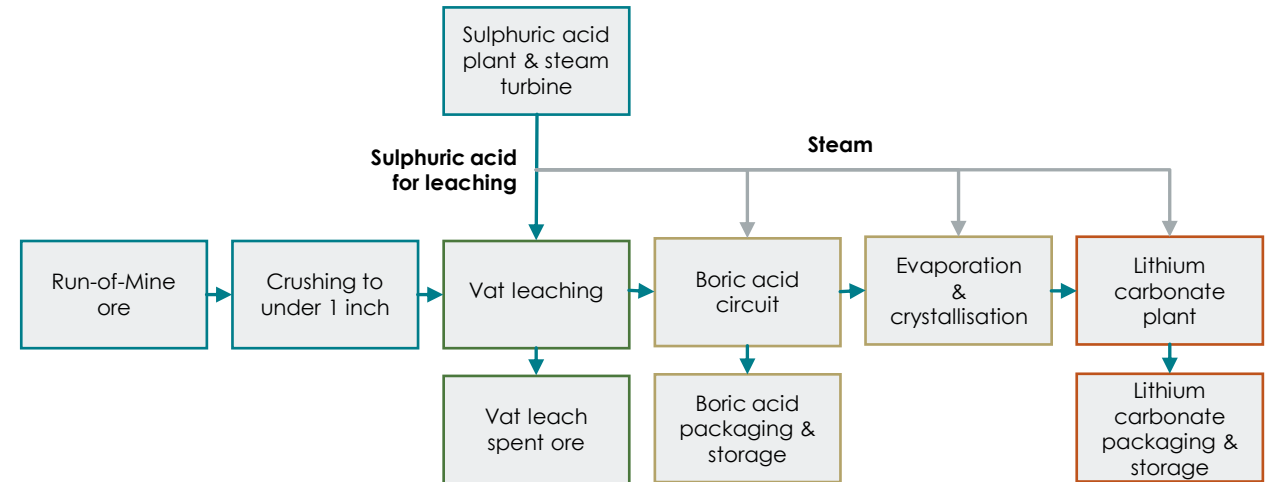 Sulphuric acid
plant & steam
turbine
Sulphuric acid
for leaching
Steam
Run-of-Mine
ore
Crushing to
under 1 inch
Vat leaching
Boric acid
circuit
Evaporation
&
crystallisation
Lithium
carbonate
plant
Vat leach
spent ore
Boric acid
packaging &
storage
Lithium
carbonate
packaging &
storage